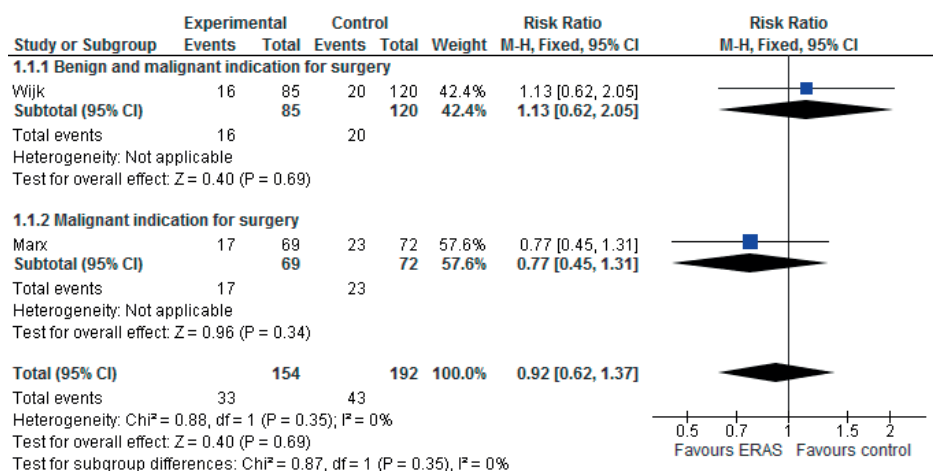 Experimental Control Risk Ratio Risk Ratio
Study or Subgroup Events Total Events Total Weight M-H, Fixed, 95% CI M-H, Fixed, 95% CI
1.1.1 Benign and malignant indication for surgery
Wijk 16 85 20 120 42.4% 1.13 [0.62, 2.05]
Subtotal (95% CI) 85 120 42.4% 1.13 [0.62, 2.05]
Total events 16 20
Heterogeneity: Not applicable
Test for overall effect: Z = 0.40 (P = 0.69)
1.1.2 Malignant indication for surgery
Marx 17 69 23 72 57.6% 0.77 [0.45, 1.31]
Subtotal (95% CI) 69 72 57.6% 0.77 [0.45, 1.31]
Total events 17 23
Heterogeneity: Not applicable
Test for overall effect: Z = 0.96 (P = 0.34)
Total (95% CI) 154 192 100.0% 0.92 [0.62, 1.37]
Total events 33 43
Heterogeneity: Chi² = 0.88, df = 1 (P = 0.35); I² = 0%
Test for overall effect: Z = 0.40 (P = 0.69)
Test for subgroup differences: Chi² = 0.87, df = 1 (P = 0.35), I² = 0%
0.5 0.7 1 1.5 2
Favours ERAS Favours control